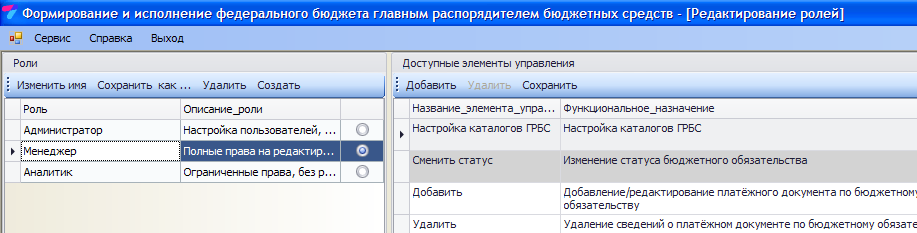 Формирование и исполнение федерального бюджета главным распорядителем бюджетных средств - [Редактирование ролей]
Сервис Справка Выход
Роли
Изменить имя Сохранить как ... Удалить Создать
Роль Описание_роли
Администратор Настройка пользователей, ...
Менеджер Полные права на редактир...
Аналитик Ограниченные права, без р...
Доступные элементы управления
Добавить Удалить Сохранить
Название_элемента_упра... Функциональное_назначение
Настройка каталогов ГРБС Настройка каталогов ГРБС
Сменить статус Изменение статуса бюджетного обязательства
Добавить Добавление/редактирование платёжного документа по бюджетному
обязательству
Удалить Удаление сведений о платёжном документе по бюджетному обязате